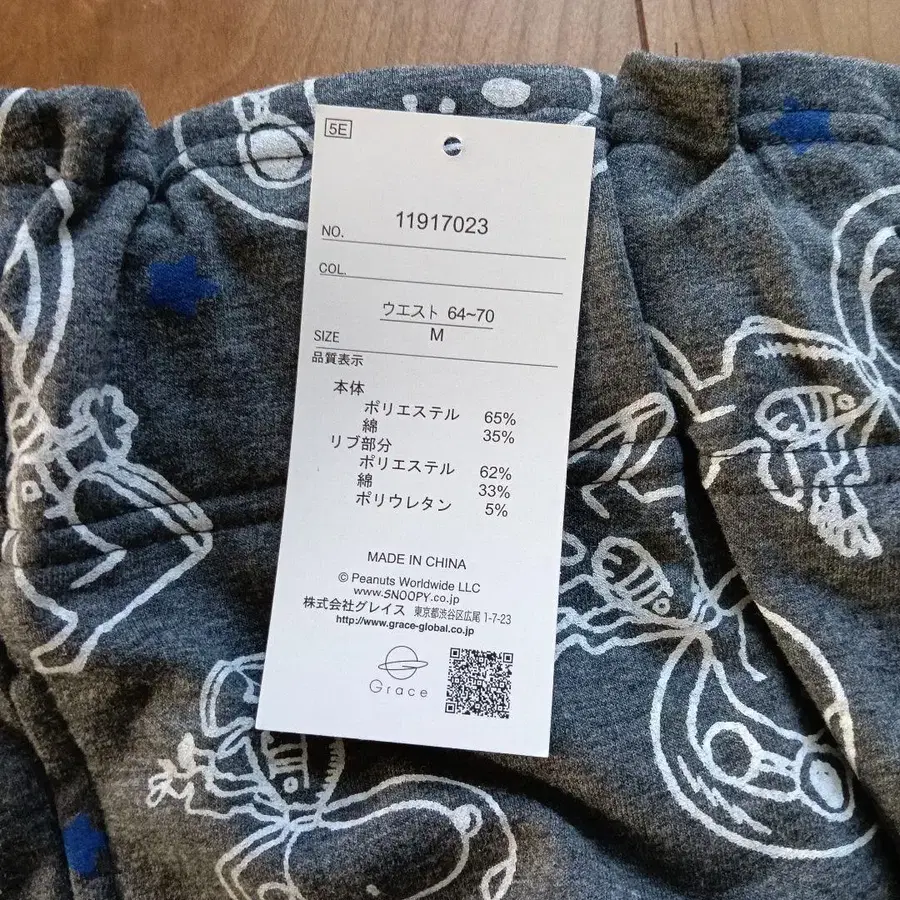 5E
NO. 11917023
COL.
ウエスト 64~70
SIZE M
品質表示
本体
ポリエステル 65%
綿 35%
リブ部分
ポリエステル 62%
綿 33%
ポリウレタン 5%
MADE IN CHINA
© Peanuts Worldwide LLC
www.SNOOPY.co.jp
株式会社グレイス 東京都渋谷区広尾 1-7-23
http://www.grace-global.co.jp
Grace